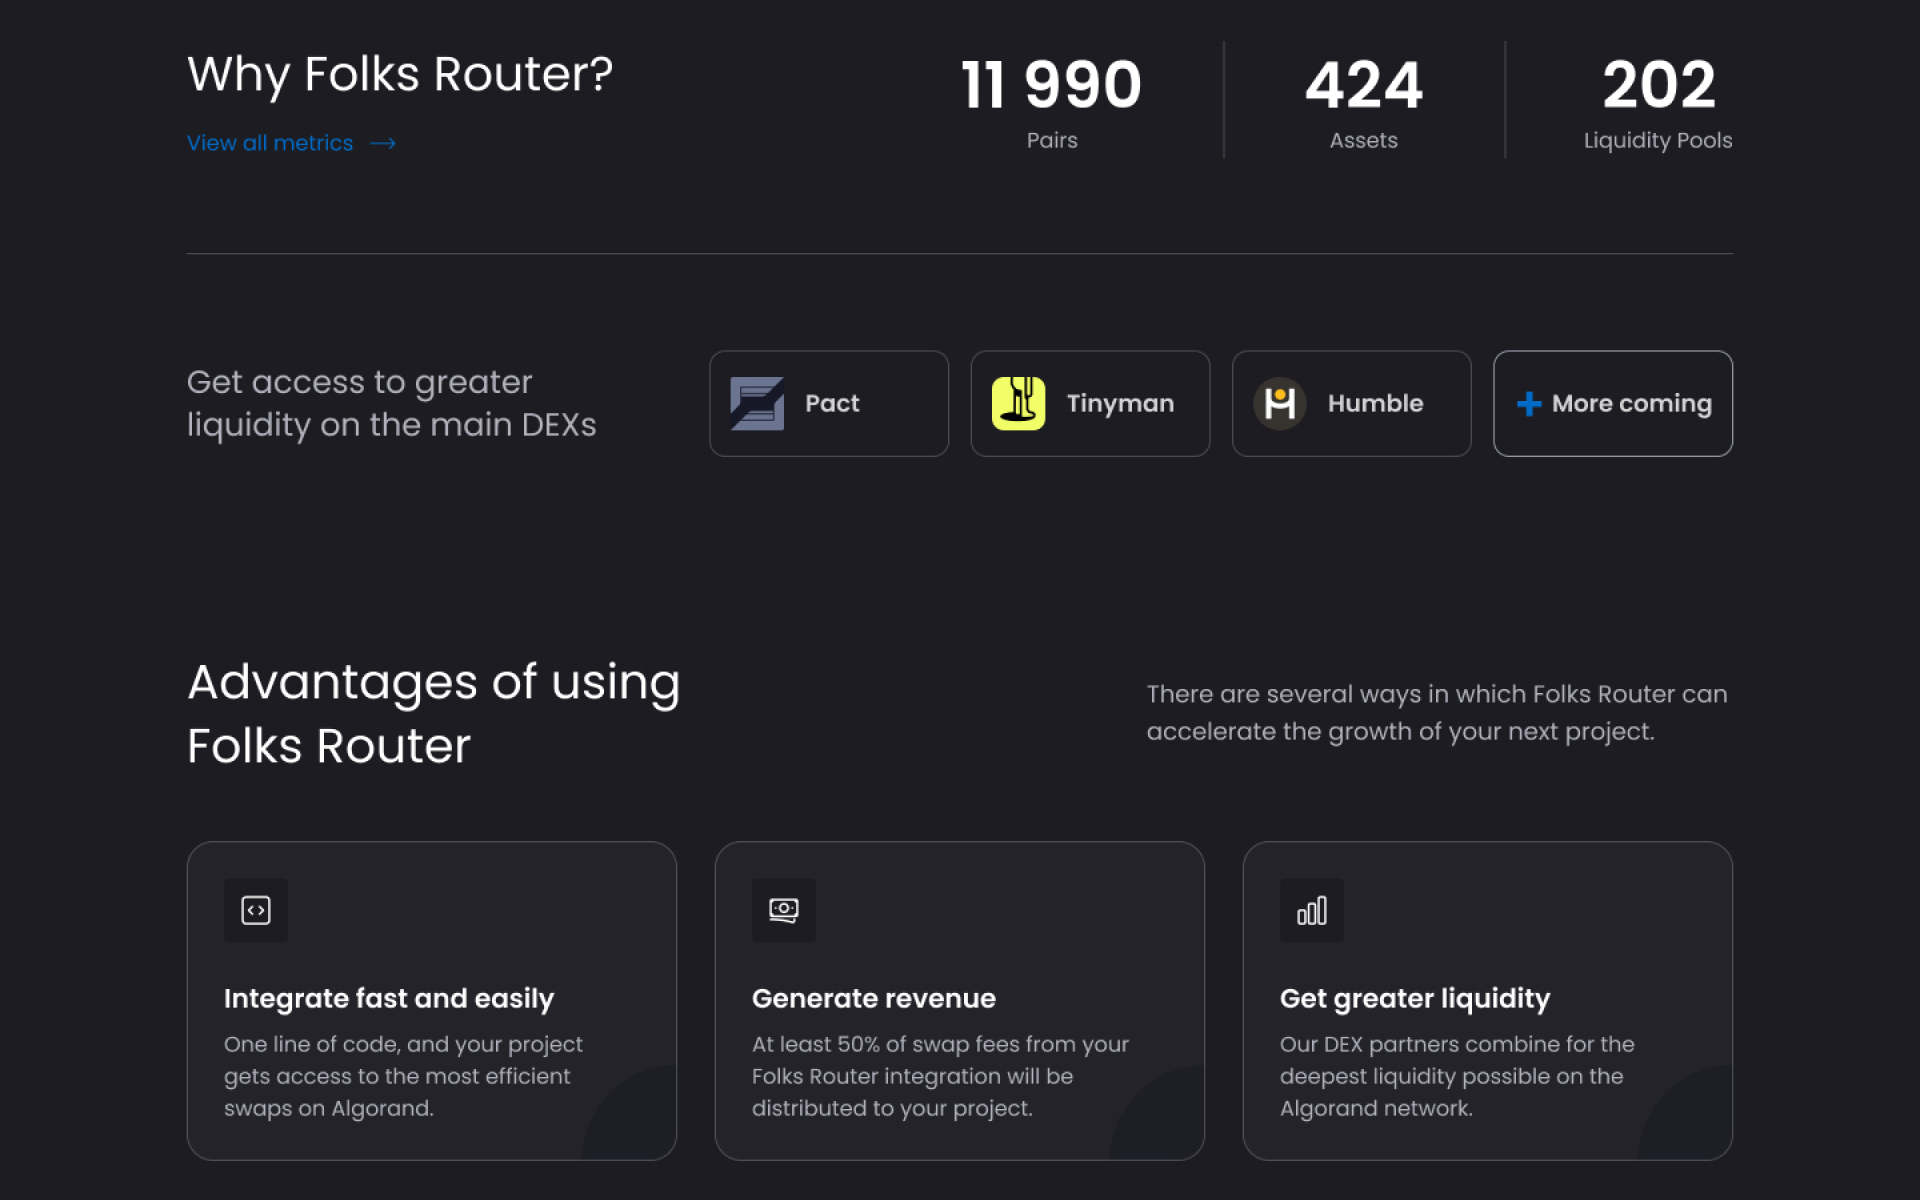 Why Folks Router?
View all metrics
11 990
Pairs
424
Assets
202
Liquidity Pools
Get access to greater
liquidity on the main DEXs
Pact
Tinyman
Humble
More coming
Advantages of using
Folks Router
There are several ways in which Folks Router can
accelerate the growth of your next project.
Integrate fast and easily
One line of code, and your project
gets access to the most efficient
swaps on Algorand.
Generate revenue
At least 50% of swap fees from your
Folks Router integration will be
distributed to your project.
Get greater liquidity
Our DEX partners combine for the
deepest liquidity possible on the
Algorand network.